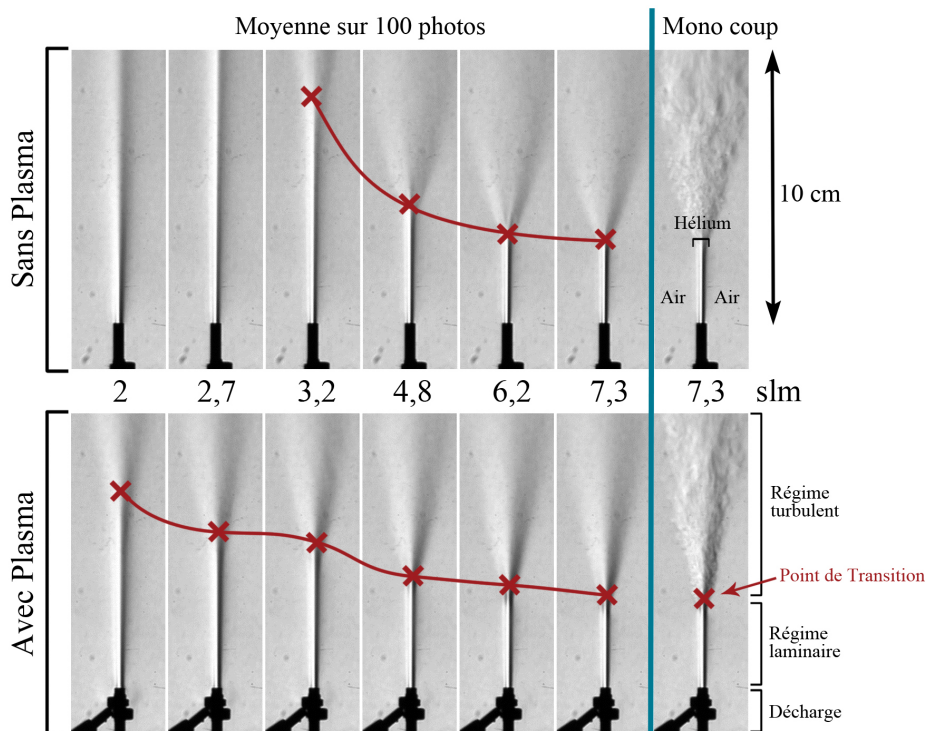 Moyenne sur 100 photos
Mono coup
Sans Plasma
10 cm
Hélium
Air
Air
2
2,7
3,2
4,8
6,2
7,3
7,3
slm
Avec Plasma
Régime
turbulent
Point de Transition
Régime
laminaire
Décharge